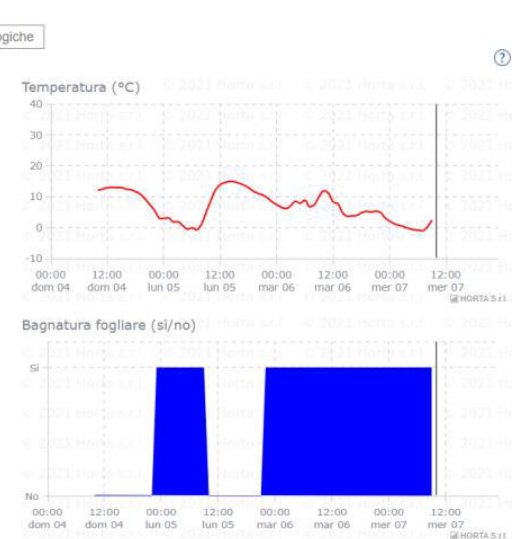 ogiche
?
Temperatura (°C)
© 2021 Horta s.r.l.
40
30
20
10
0
-10
00:00 12:00 00:00 12:00 00:00 12:00 00:00 12:00
dom 04 dom 04 lun 05 lun 05 mar 06 mar 06 mer 07 mer 07
HORTA S.r.l.
Bagnatura fogliare (si/no)
Si
No
00:00 12:00 00:00 12:00 00:00 12:00 00:00 12:00
dom 04 dom 04 lun 05 lun 05 mar 06 mar 06 mer 07 mer 07
HORTA S.r.l.